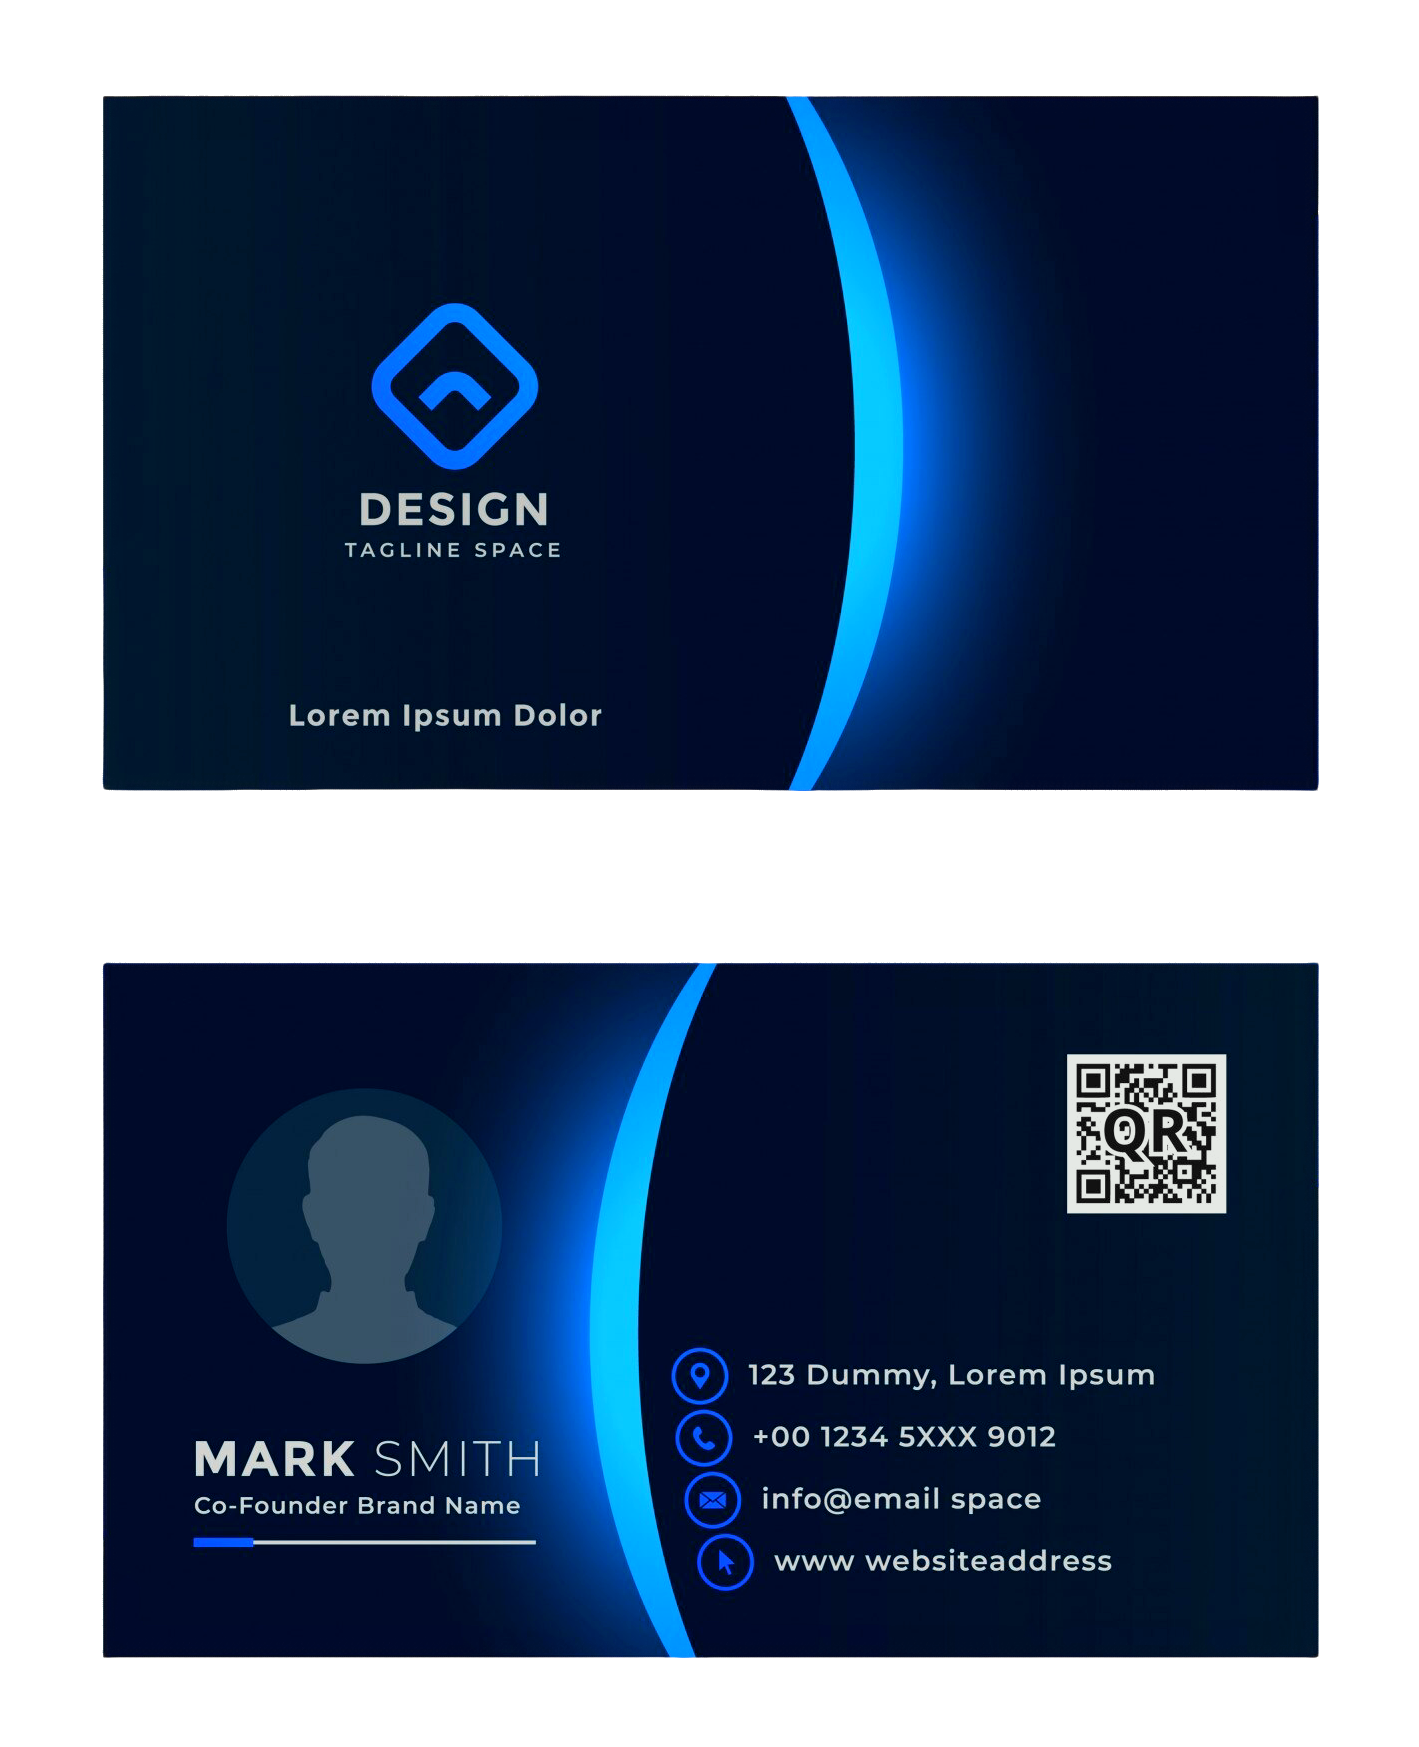 DESIGN
TAGLINE SPACE
Lorem Ipsum Dolor
QR
123 Dummy, Lorem Ipsum
+00 1234 5XXX 9012
info@email space
www websiteaddress
MARK SMITH
Co-Founder Brand Name